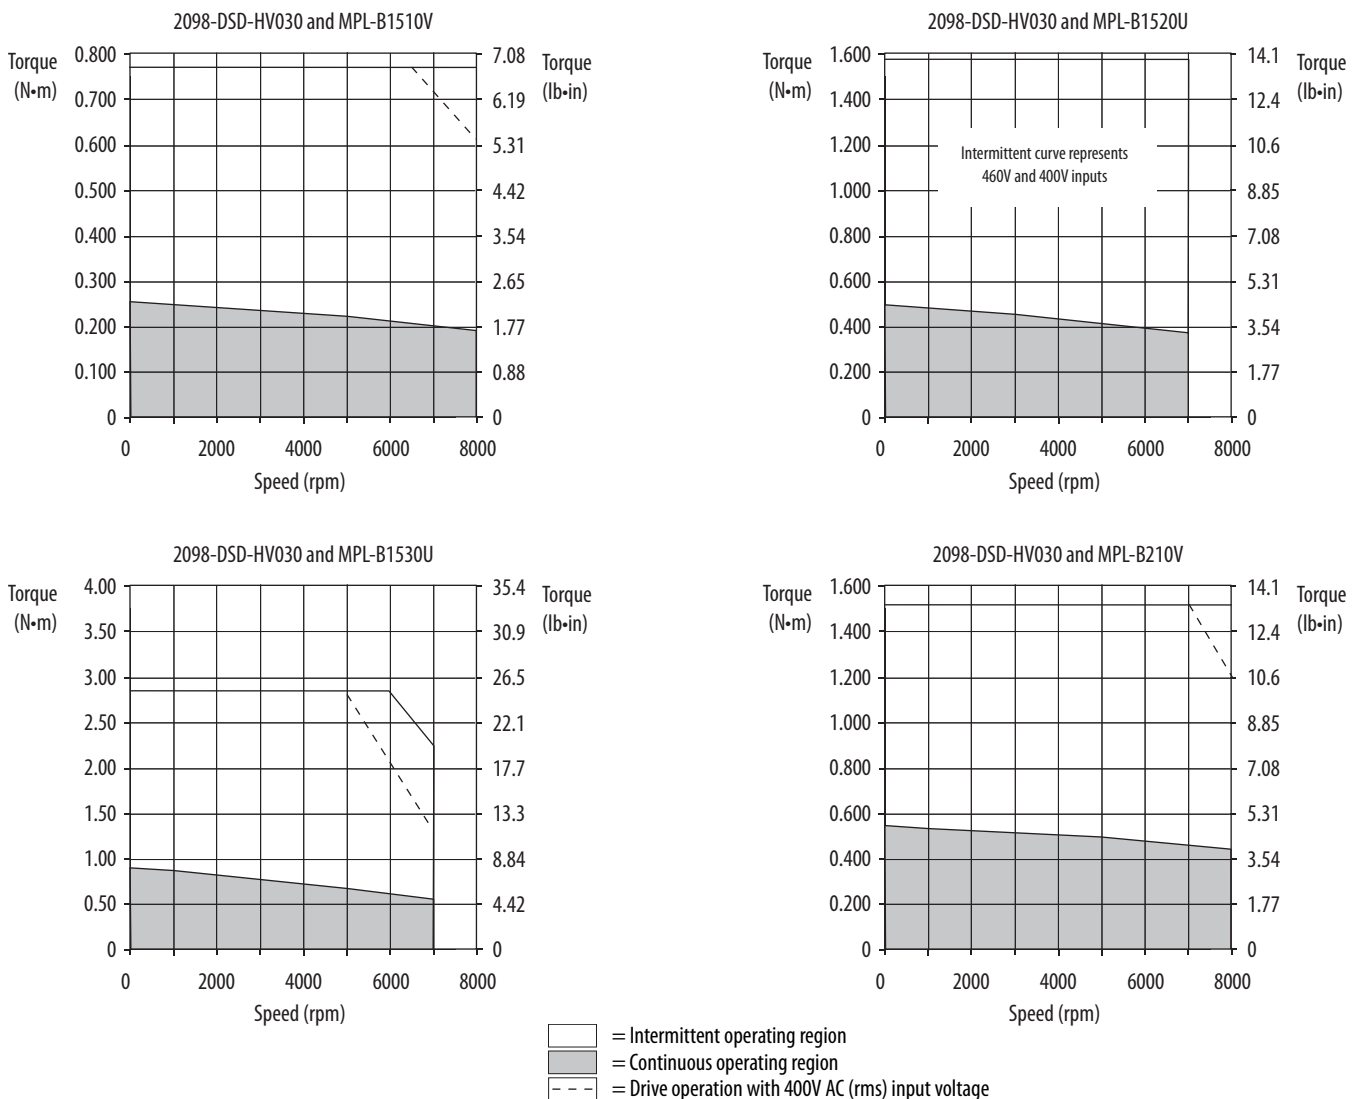 2098-DSD-HV030 and MPL-B1510V
Torque
(N•m)
0.800
0.700
0.600
0.500
0.400
0.300
0.200
0.100
0
7.08
6.19
5.31
4.42
3.54
2.65
1.77
0.88
0
Torque
(lb•in)
0 2000 4000 6000 8000
Speed (rpm)
2098-DSD-HV030 and MPL-B1520U
Torque
(N•m)
1.600
1.400
1.200
1.000
0.800
0.600
0.400
0.200
0
Intermittent curve represents
460V and 400V inputs
14.1
12.4
10.6
8.85
7.08
5.31
3.54
1.77
0
Torque
(lb•in)
0 2000 4000 6000 8000
Speed (rpm)
2098-DSD-HV030 and MPL-B1530U
Torque
(N•m)
4.00
3.50
3.00
2.50
2.00
1.50
1.00
0.50
0
35.4
30.9
26.5
22.1
17.7
13.3
8.84
4.42
0
Torque
(lb•in)
0 2000 4000 6000 8000
Speed (rpm)
2098-DSD-HV030 and MPL-B210V
Torque
(N•m)
1.600
1.400
1.200
1.000
0.800
0.600
0.400
0.200
0
14.1
12.4
10.6
8.85
7.08
5.31
3.54
1.77
0
Torque
(lb•in)
0 2000 4000 6000 8000
Speed (rpm)
= Intermittent operating region
= Continuous operating region
= Drive operation with 400V AC (rms) input voltage